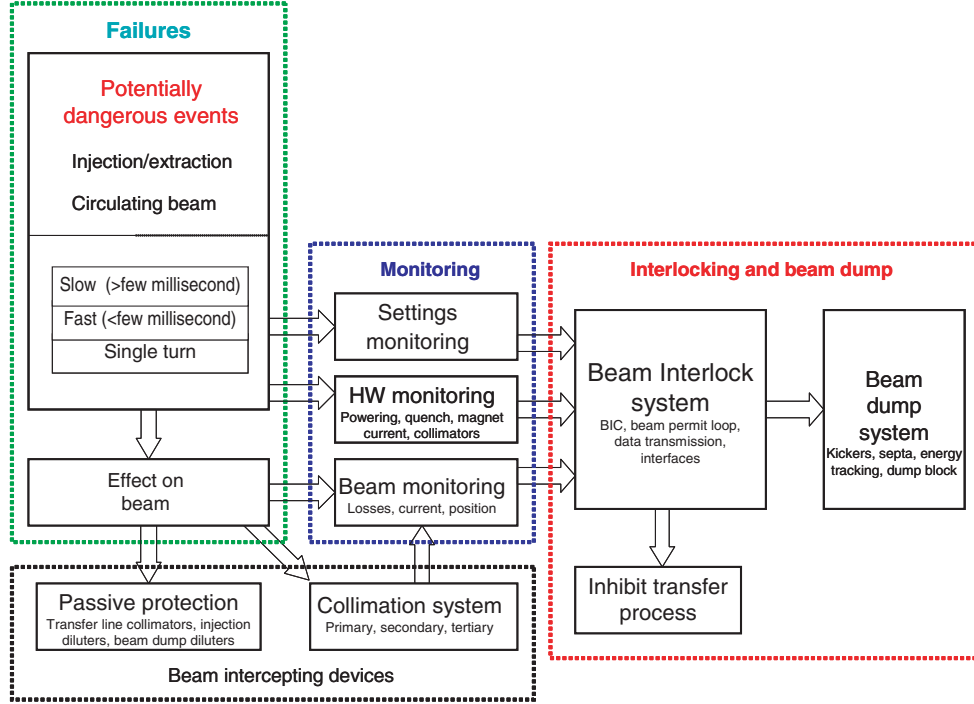 Failures
Potentially
dangerous events
Injection/extraction
Circulating beam
Slow (>few millisecond)
Fast (<few millisecond)
Single turn
Effect on
beam
Monitoring
Settings
monitoring
HW monitoring
Powering, quench, magnet
current, collimators
Beam monitoring
Losses, current, position
Interlocking and beam dump
Beam Interlock
system
BIC, beam permit loop,
data transmission,
interfaces
Beam
dump
system
Kickers, septa, energy
tracking, dump block
Inhibit transfer
process
Passive protection
Transfer line collimators, injection
diluters, beam dump diluters
Collimation system
Primary, secondary, tertiary
Beam intercepting devices